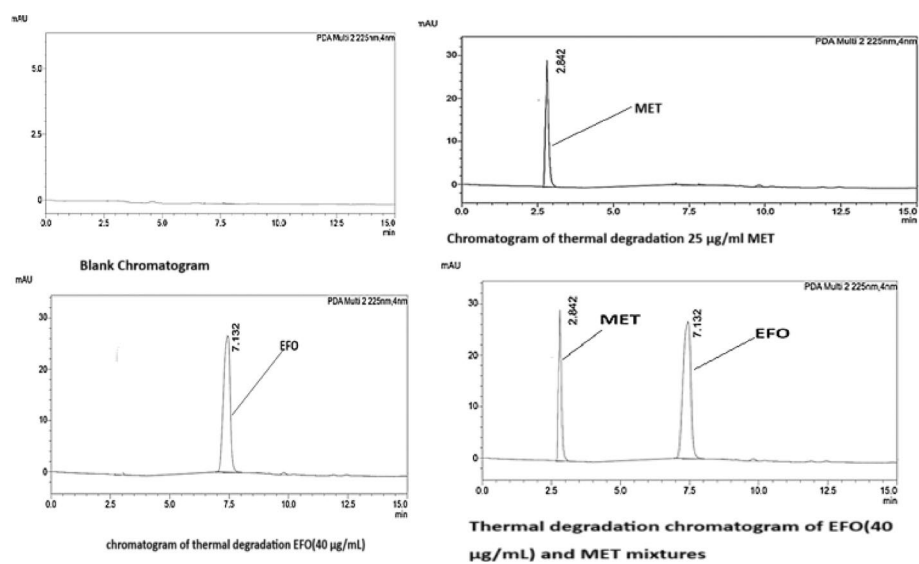 mAU
PDA Multi 2 225nm,4nm
5.0
2.5
0
0.0 2.5 5.0 7.5 10.0 12.5 15.0
min
Blank Chromatogram
mAU
PDA Multi 2 225nm,4nm
30
20
10
0
2.842
MET
0.0 2.5 5.0 7.5 10.0 12.5 15.0
min
Chromatogram of thermal degradation 25 µg/ml MET
mAU
PDA Multi 2 225nm,4nm
30
20
10
0
7.132
EFO
0.0 2.5 5.0 7.5 10.0 12.5 15.0
min
chromatogram of thermal degradation EFO(40 µg/mL)
mAU
PDA Multi 2 225nm,4nm
30
20
10
0
2.842
MET
7.132
EFO
0.0 2.5 5.0 7.5 10.0 12.5 15.0
min
Thermal degradation chromatogram of EFO(40
µg/mL) and MET mixtures